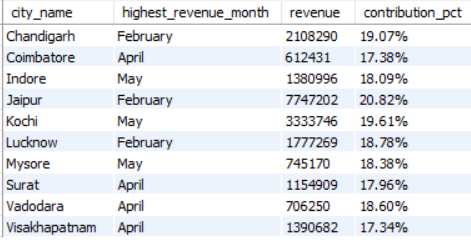 city_name highest_revenue_month revenue contribution_pct
Chandigarh February 2108290 19.07%
Coimbatore April 612431 17.38%
Indore May 1380996 18.09%
Jaipur February 7747202 20.82%
Kochi May 3333746 19.61%
Lucknow February 1777269 18.78%
Mysore May 745170 18.38%
Surat April 1154909 17.96%
Vadodara April 706250 18.60%
Visakhapatnam April 1390682 17.34%